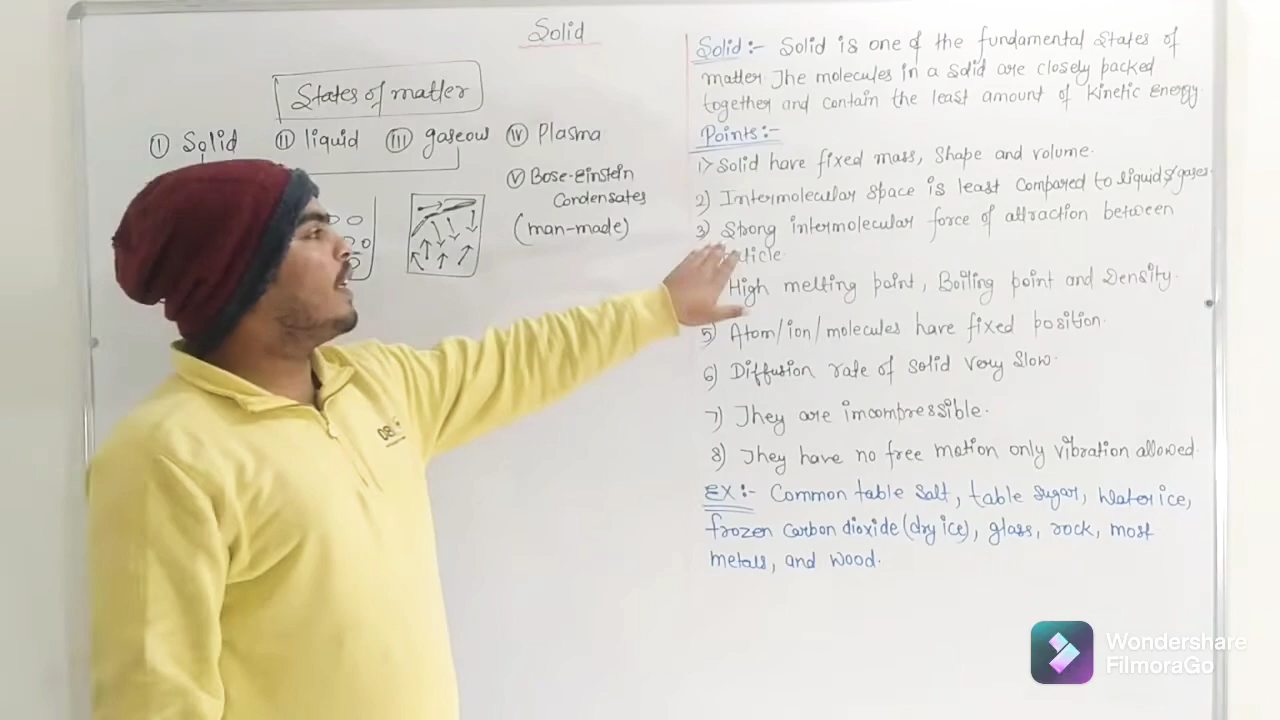 Solid
States of matter
I Solid II liquid III gaseous IV Plasma
V Bose-Einstein
Condensates
(man-made)
Solid :- Solid is one of the fundamental States of
matter. The molecules in a solid are closely packed
together and contain the least amount of Kinetic Energy.
Points :-
1) Solid have fixed mass, Shape and volume.
2) Intermolecular space is least compared to liquids/gases.
3) Strong intermolecular force of attraction between
ticle.
High melting point, Boiling point and Density.
5) Atom/ion/molecules have fixed position.
6) Diffusion rate of solid very slow.
7) They are incompressible.
8) They have no free motion only vibration allowed.
EX :- Common table salt, table sugar, water ice,
frozen carbon dioxide (dry ice), glass, rock, most
metals, and wood.
Wondershare
FilmoraGo